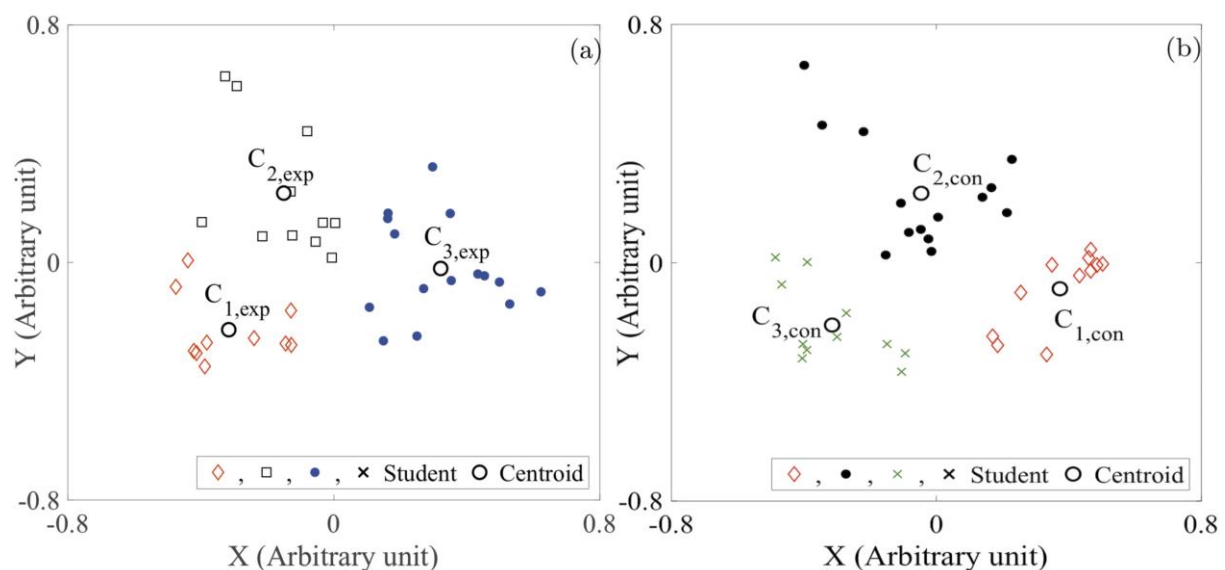 0.8
(a)
C2,exp
C3,exp
C1,exp
0
Y (Arbitrary unit)
, , , Student Centroid
-0.8
-0.8
0
0.8
X (Arbitrary unit)
0.8
(b)
C2,con
C3,con
C1,con
0
Y (Arbitrary unit)
, , , Student Centroid
-0.8
-0.8
0
0.8
X (Arbitrary unit)